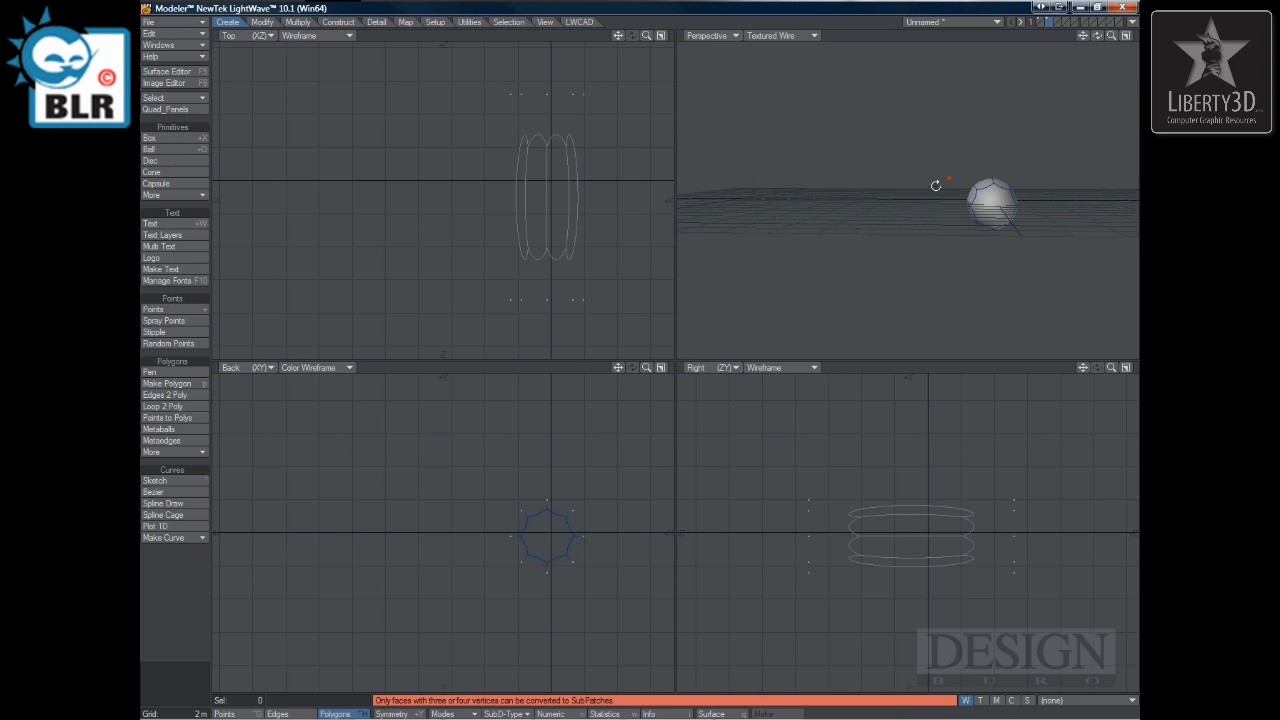 Modeler™ NewTek LightWave™ 10.1 (Win64)
File
Create Modify Multiply Construct Detail Map Setup Utilities Selection View LWCAD
Unnamed *
1
Edit
Windows
Help
Surface Editor F5
Image Editor F6
Select
Quad_Panels
Primitives
Box +X
Ball +O
Disc
Cone
Capsule
More
Text
Text +W
Text Layers
Multi Text
Logo
Make Text
Manage Fonts F10
Points
Points +
Spray Points
Stipple
Random Points
Polygons
Pen
Make Polygon p
Edges 2 Poly
Loop 2 Poly
Points to Polys
Metaballs
Metaedges
More
Curves
Sketch
Bezier
Spline Draw
Spline Cage
Plot 1D
Make Curve
Top (XZ) Wireframe
Perspective Textured Wire
Back (XY) Color Wireframe
Right (ZY) Wireframe
BLR ©
LIBERTY3D
Computer Graphic Resources
DESIGN
BURO
Sel: 0
Only faces with three or four vertices can be converted to SubPatches.
W T M C S (none)
Grid: 2 m
Points ^G Edges Polygons ^H Symmetry +Y Modes SubD-Type Numeric n Statistics w Info i Surface q Make